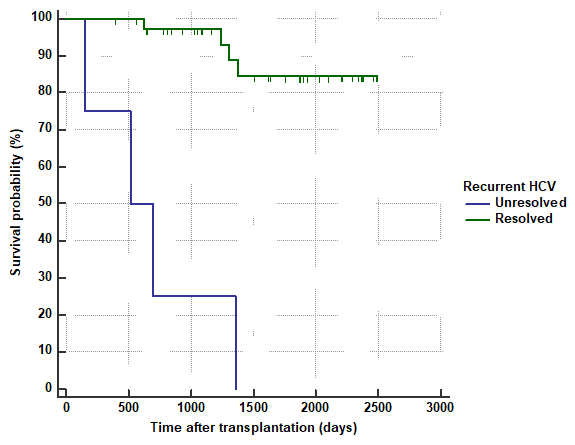 100
90
80
70
60
50
40
30
20
10
0
Survival probability (%)
0 500 1000 1500 2000 2500 3000
Time after transplantation (days)
Recurrent HCV
Unresolved
Resolved